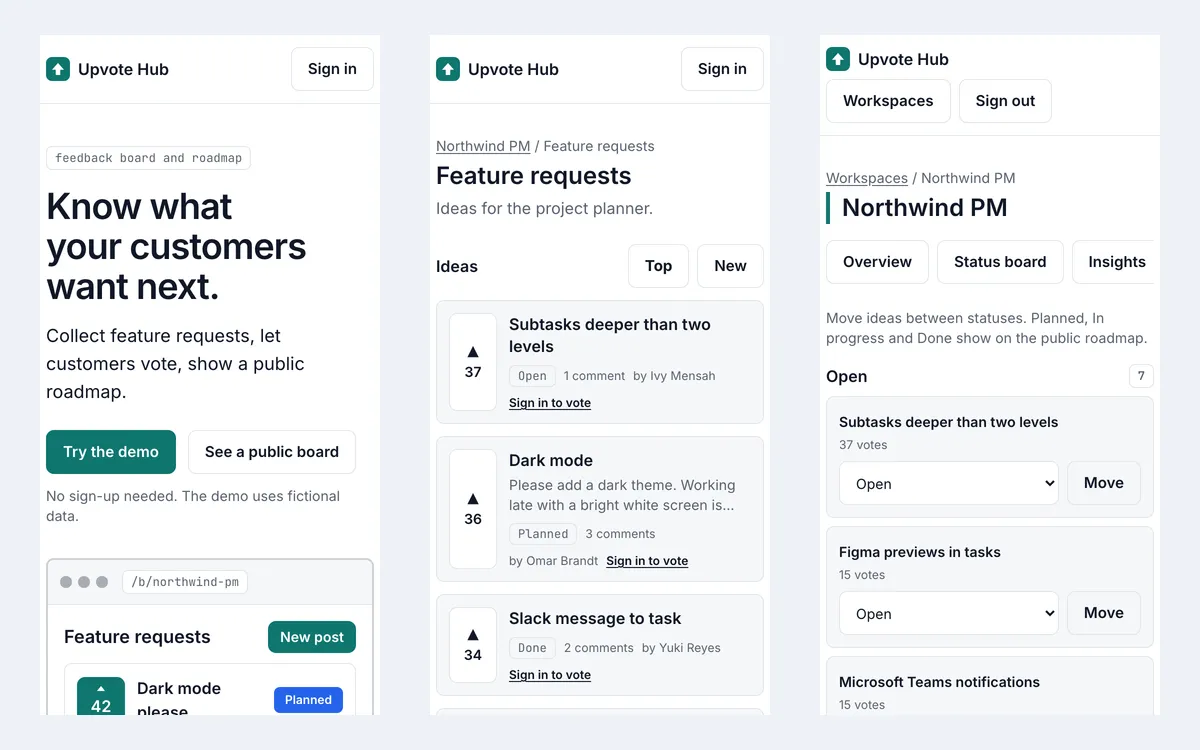 Upvote Hub
Sign in
feedback board and roadmap
Know what
your customers
want next.
Collect feature requests, let
customers vote, show a public
roadmap.
Try the demo
See a public board
No sign-up needed. The demo uses fictional
data.
/b/northwind-pm
Feature requests
New post
42
Dark mode
please
Planned
Upvote Hub
Sign in
Northwind PM / Feature requests
Feature requests
Ideas for the project planner.
Ideas
Top
New
▲
37
Subtasks deeper than two
levels
Open 1 comment by Ivy Mensah
Sign in to vote
▲
36
Dark mode
Please add a dark theme. Working
late with a bright white screen is...
Planned 3 comments
by Omar Brandt Sign in to vote
▲
34
Slack message to task
Done 2 comments by Yuki Reyes
Sign in to vote
Upvote Hub
Workspaces
Sign out
Workspaces / Northwind PM
Northwind PM
Overview
Status board
Insights
Move ideas between statuses. Planned, In
progress and Done show on the public roadmap.
Open
7
Subtasks deeper than two levels
37 votes
Open
Move
Figma previews in tasks
15 votes
Open
Move
Microsoft Teams notifications
15 votes